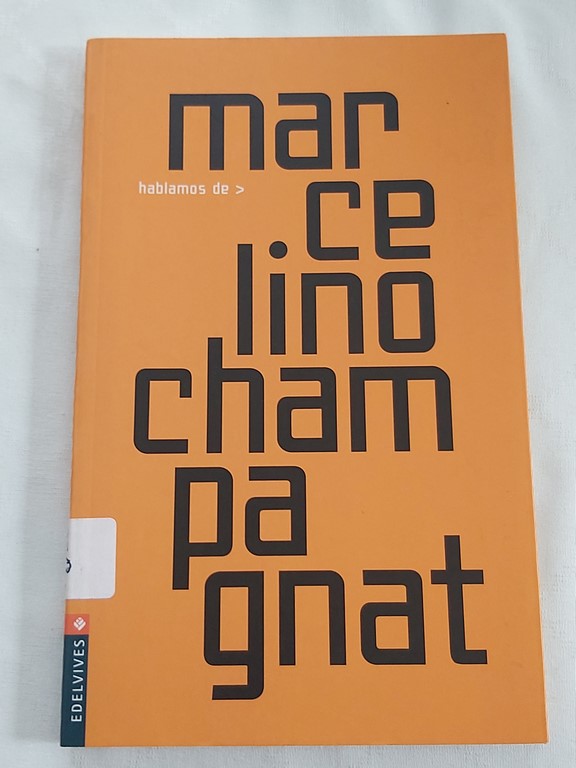 mar
hablamos de >
ce
lino
cham
pa
gnat
EDELVIVES